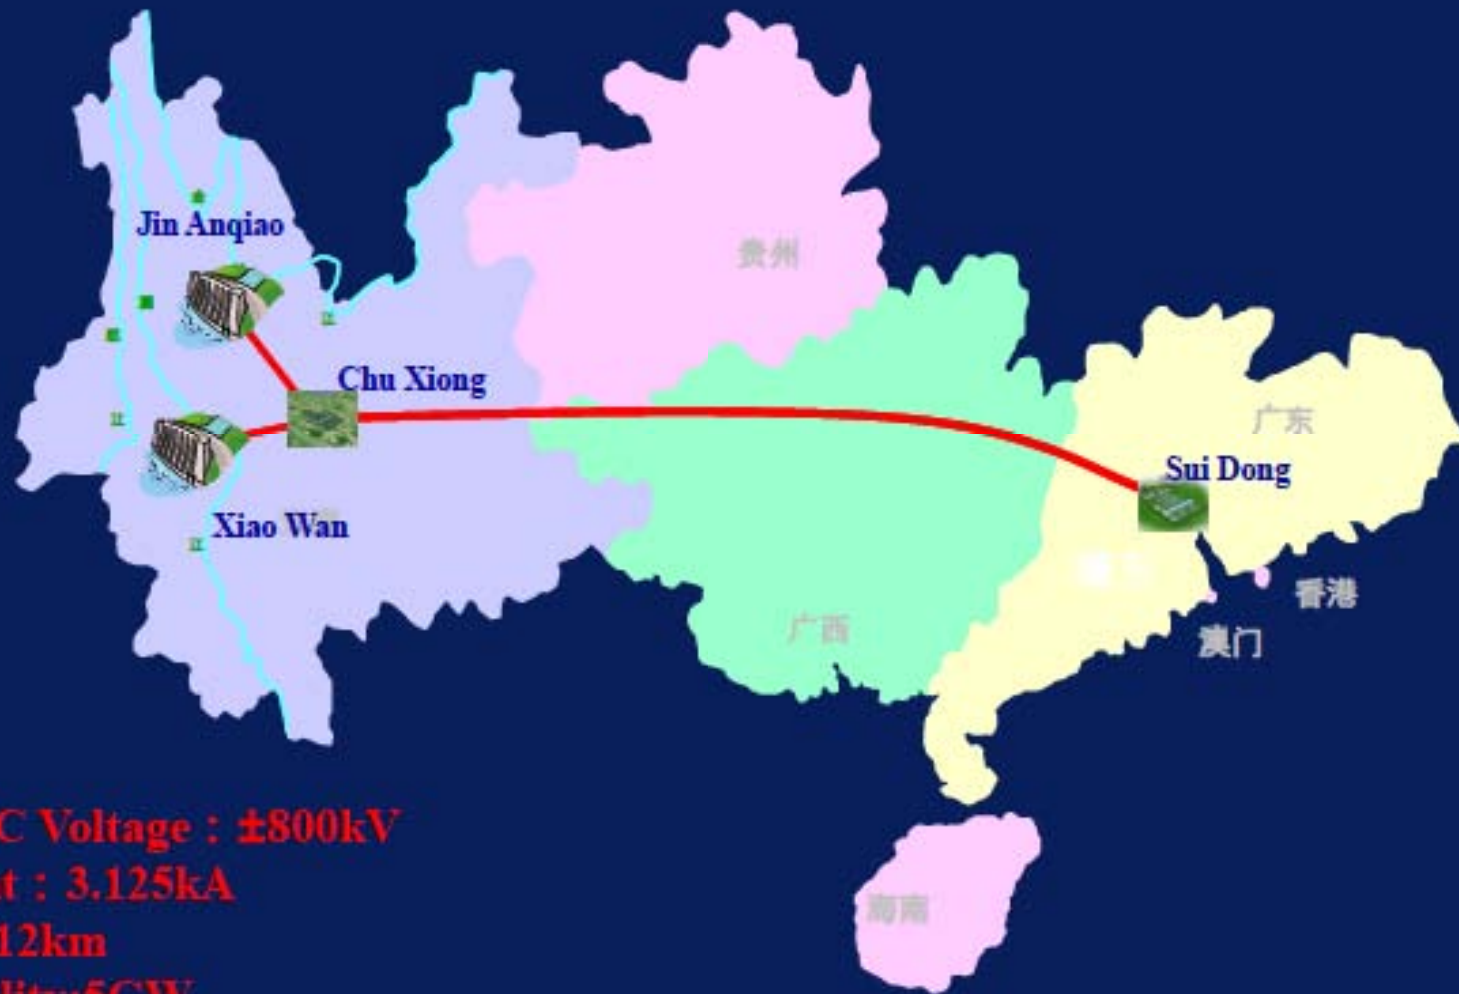 Jin Anqiao
贵州
Chu Xiong
广东
Sui Dong
Xiao Wan
香港
广西
澳门
C Voltage：±800kV
t：3.125kA
海南
12km
5GW